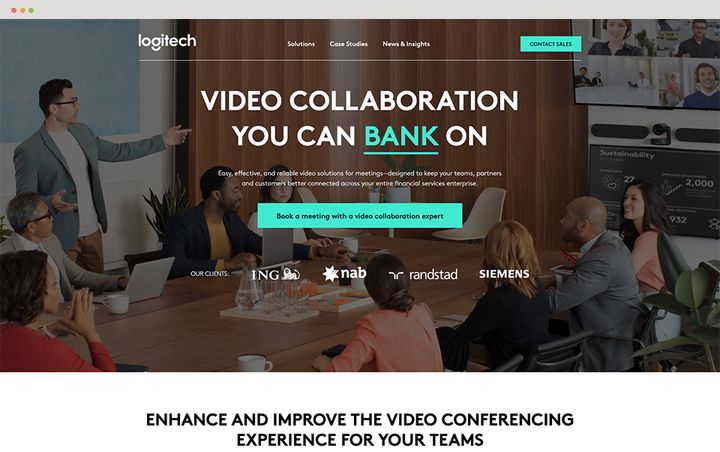 logitech
Solutions Case Studies News & Insights
CONTACT SALES
VIDEO COLLABORATION
YOU CAN BANK ON
Easy, effective, and reliable video solutions for meetings—designed to keep your teams, partners
and customers better connected across your entire financial services enterprise.
Book a meeting with a video collaboration expert
OUR CLIENTS:
ING
nab
randstad
SIEMENS
Sustainability
2,000
932
ENHANCE AND IMPROVE THE VIDEO CONFERENCING
EXPERIENCE FOR YOUR TEAMS